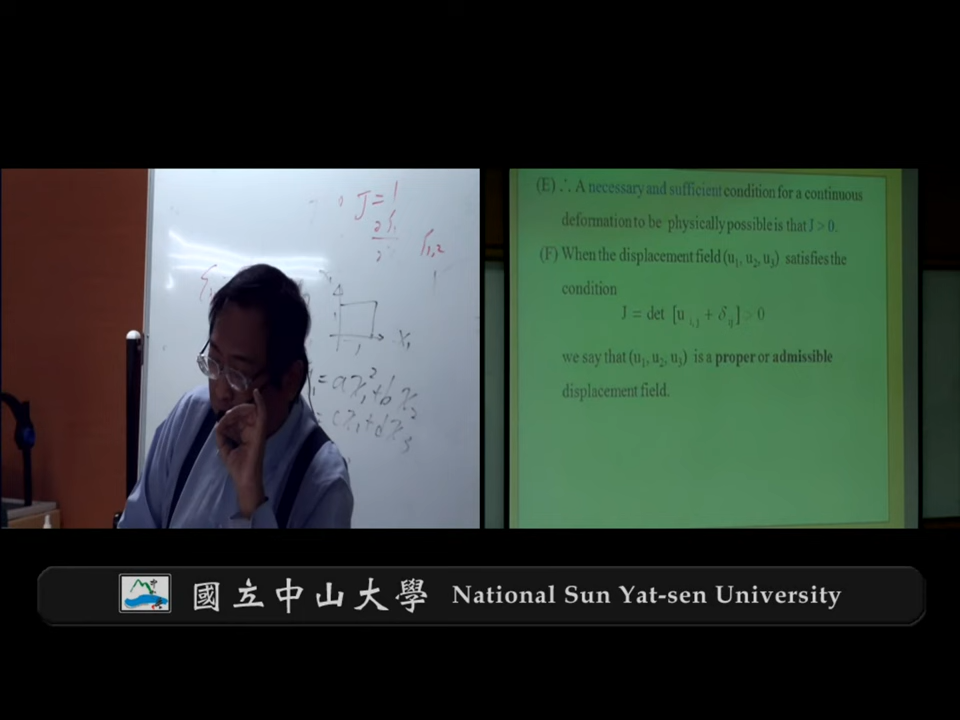 J = 1
X₁
(E) ∴ A necessary and sufficient condition for a continuous
deformation to be physically possible is that J > 0.
(F) When the displacement field (u₁, u₂, u₃) satisfies the
condition
J = det [u i,j + δ ij] > 0
we say that (u₁, u₂, u₃) is a proper or admissible
displacement field.
國立中山大學 National Sun Yat-sen University